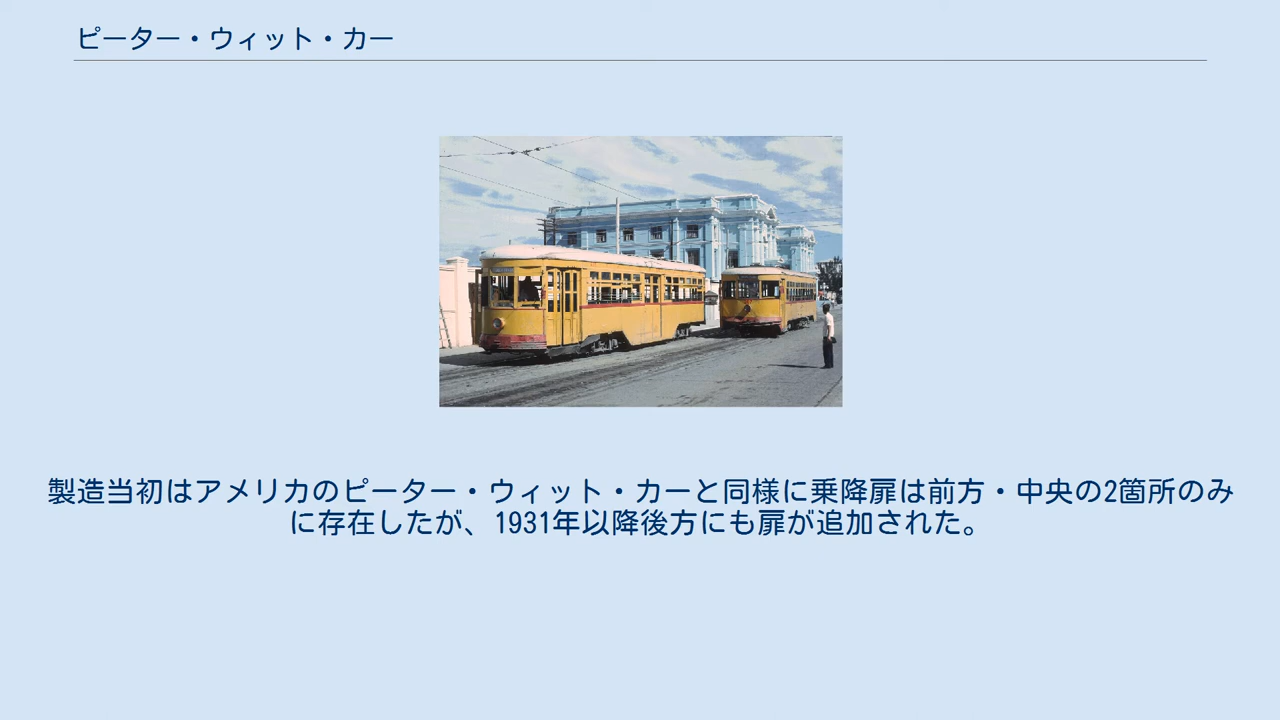 ピーター・ウィット・カー
製造当初はアメリカのピーター・ウィット・カーと同様に乗降扉は前方・中央の2箇所のみ
に存在したが、1931年以降後方にも扉が追加された。